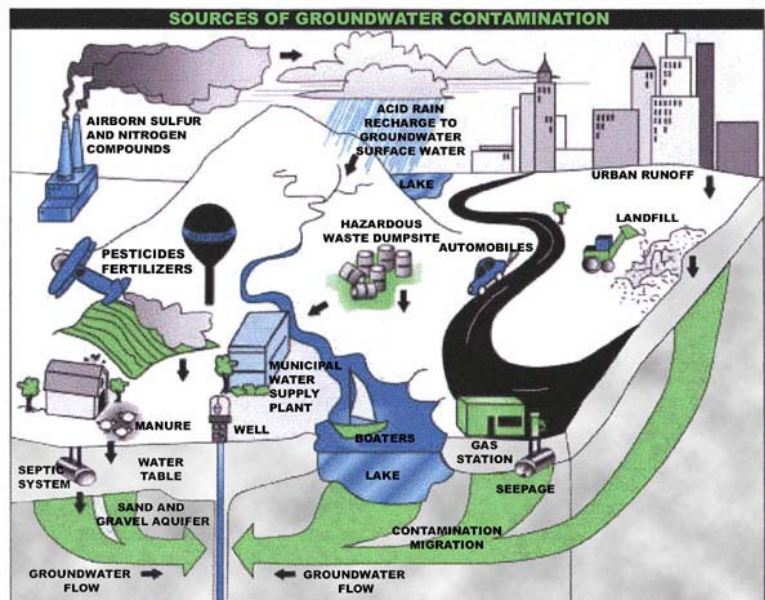 SOURCES OF GROUNDWATER CONTAMINATION
AIRBORN SULFUR
AND NITROGEN
COMPOUNDS
ACID RAIN
RECHARGE TO
GROUNDWATER
SURFACE WATER
LAKE
URBAN RUNOFF
LANDFILL
HAZARDOUS
WASTE DUMPSITE
AUTOMOBILES
PESTICIDES
FERTILIZERS
MUNICIPAL
WATER
SUPPLY
PLANT
MANURE
WELL
BOATERS
GAS
STATION
SEPTIC
SYSTEM
WATER
TABLE
LAKE
SEEPAGE
SAND AND
GRAVEL AQUIFER
CONTAMINATION
MIGRATION
GROUNDWATER
FLOW
GROUNDWATER
FLOW